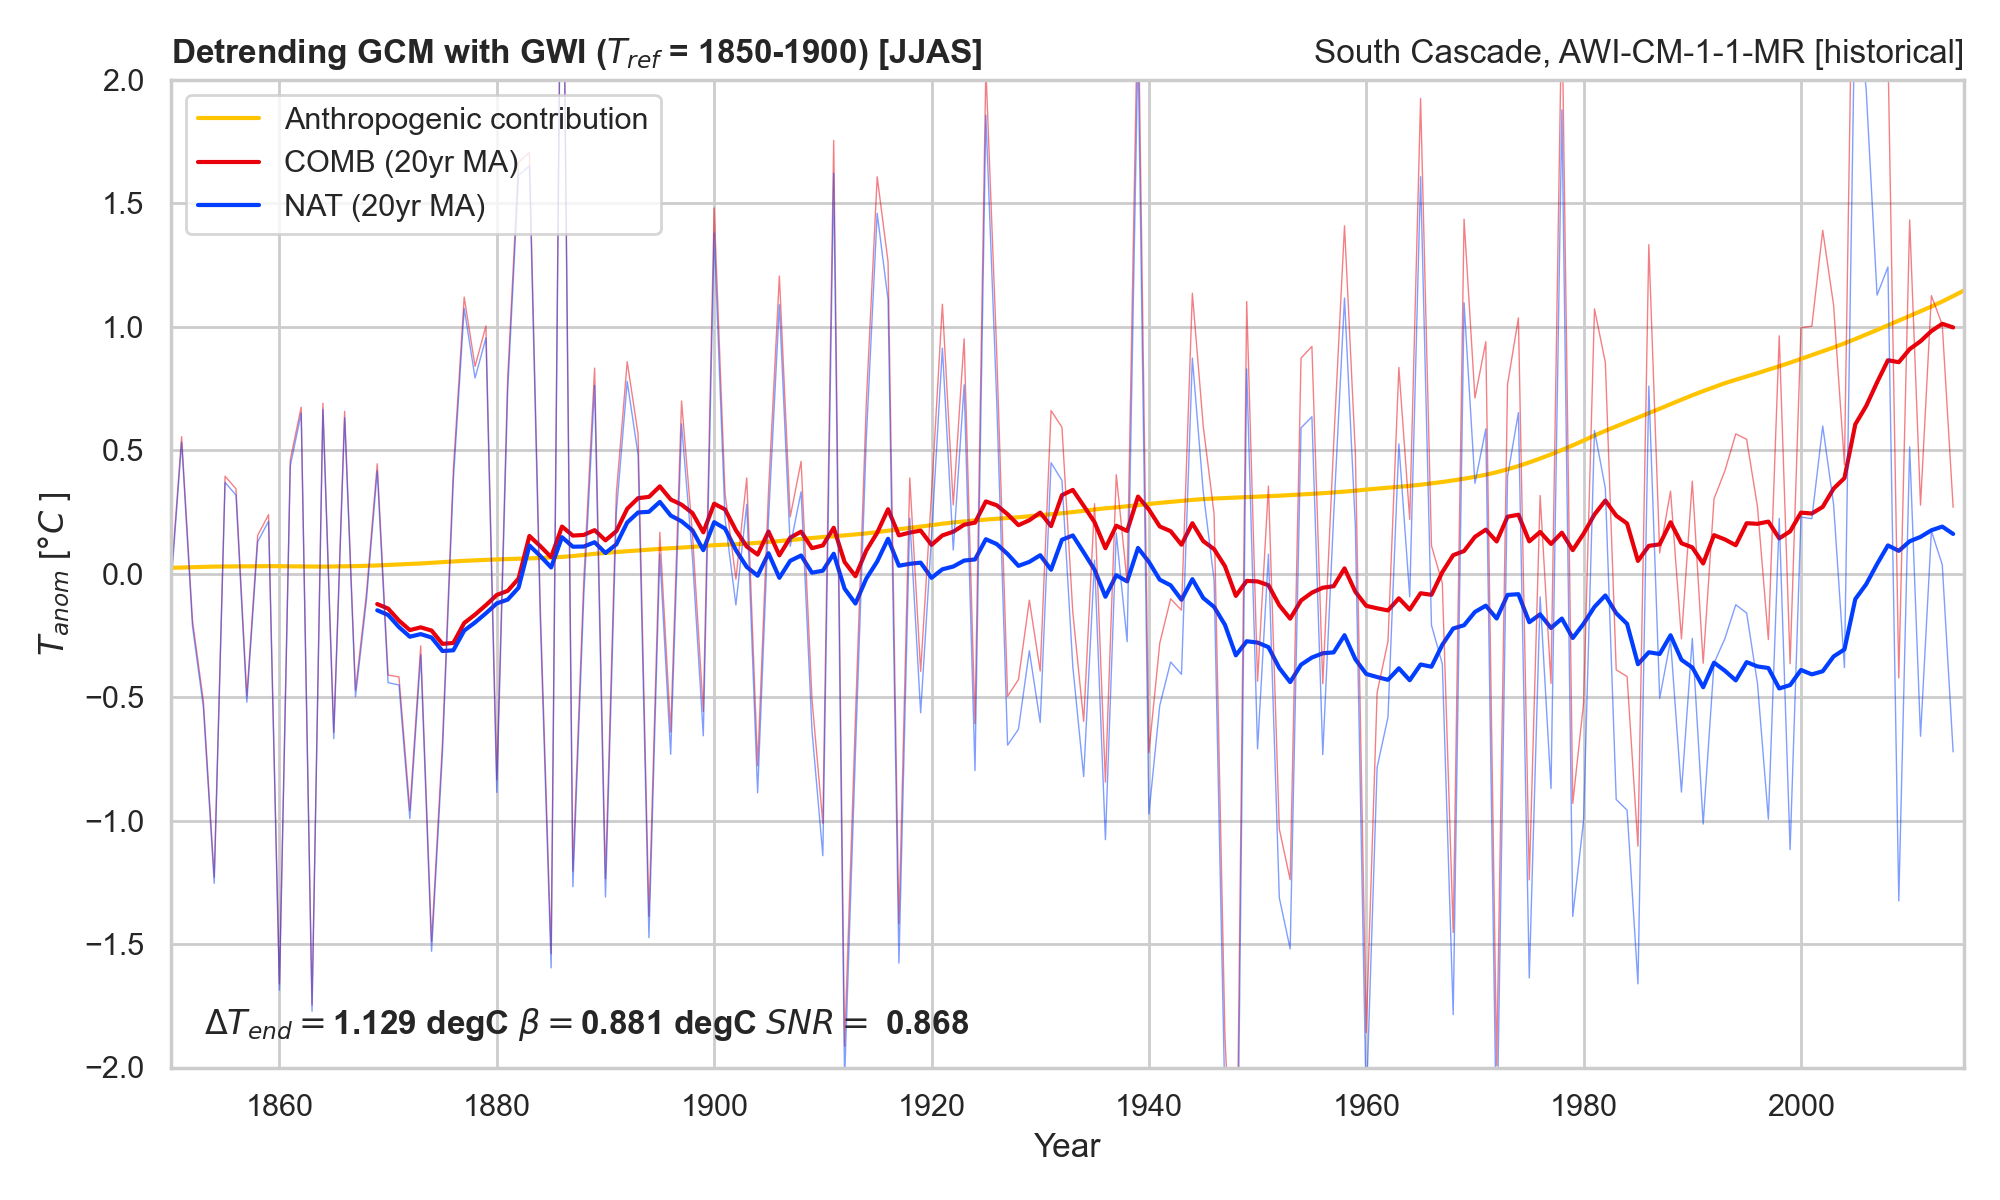 Detrending GCM with GWI (T_ref = 1850-1900) [JJAS]
South Cascade, AWI-CM-1-1-MR [historical]
Anthropogenic contribution
COMB (20yr MA)
NAT (20yr MA)
2.0
1.5
1.0
0.5
0.0
−0.5
−1.0
−1.5
−2.0
T_anom [°C]
ΔT_end = 1.129 degC β = 0.881 degC SNR = 0.868
1860 1880 1900 1920 1940 1960 1980 2000
Year